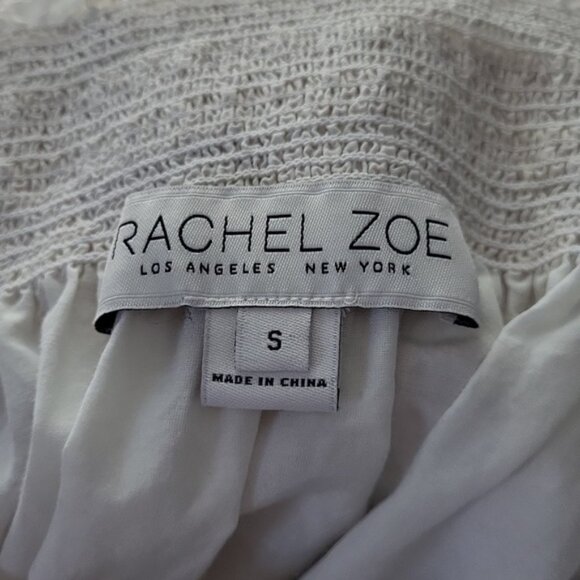 RACHEL ZOE
LOS ANGELES NEW YORK
S
MADE IN CHINA